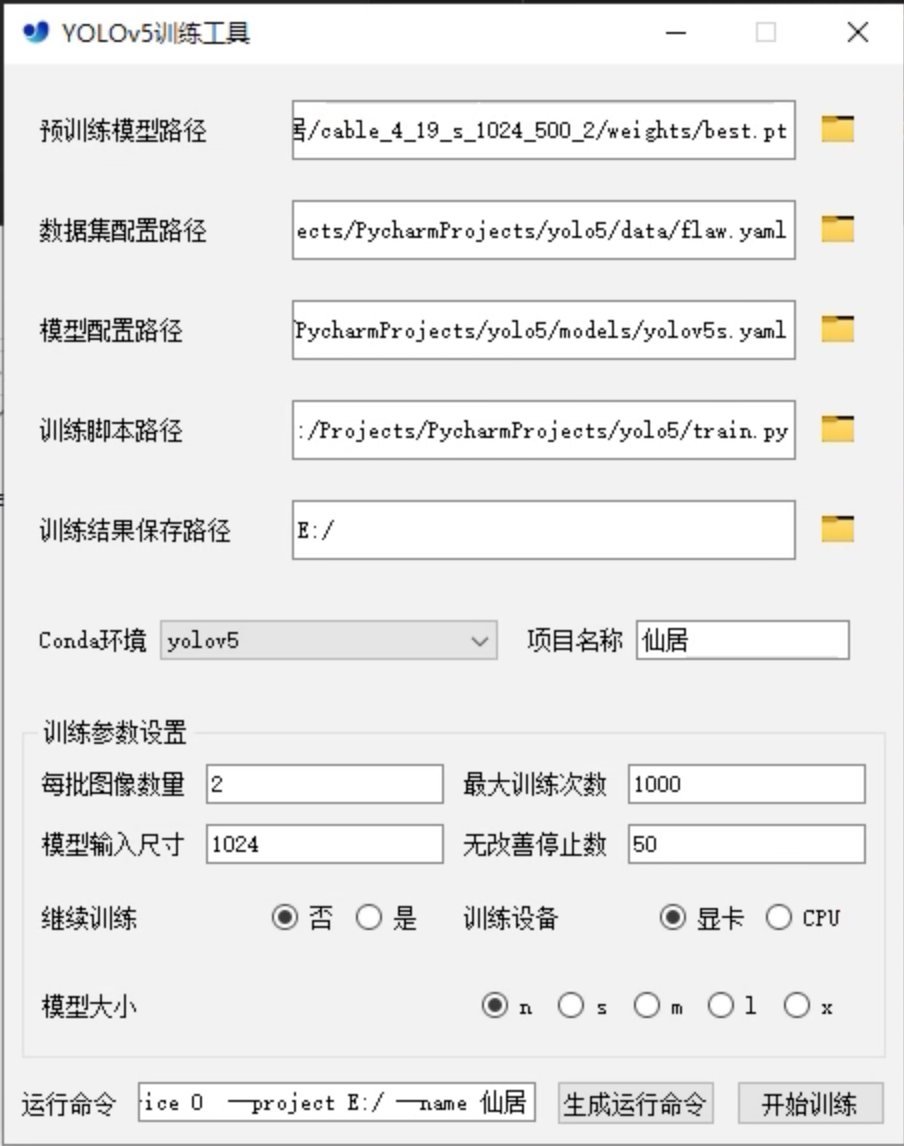 YOLOv5训练工具
预训练模型路径 居/cable_4_19_s_1024_500_2/weights/best.pt
数据集配置路径 ects/PycharmProjects/yolo5/data/flaw.yaml
模型配置路径 PycharmProjects/yolo5/models/yolov5s.yaml
训练脚本路径 :/Projects/PycharmProjects/yolo5/train.py
训练结果保存路径 E:/
Conda环境 yolov5 项目名称 仙居
训练参数设置
每批图像数量 2 最大训练次数 1000
模型输入尺寸 1024 无改善停止数 50
继续训练 否 是 训练设备 显卡 CPU
模型大小 n s m l x
运行命令 ice 0 --project E:/ --name 仙居 生成运行命令 开始训练